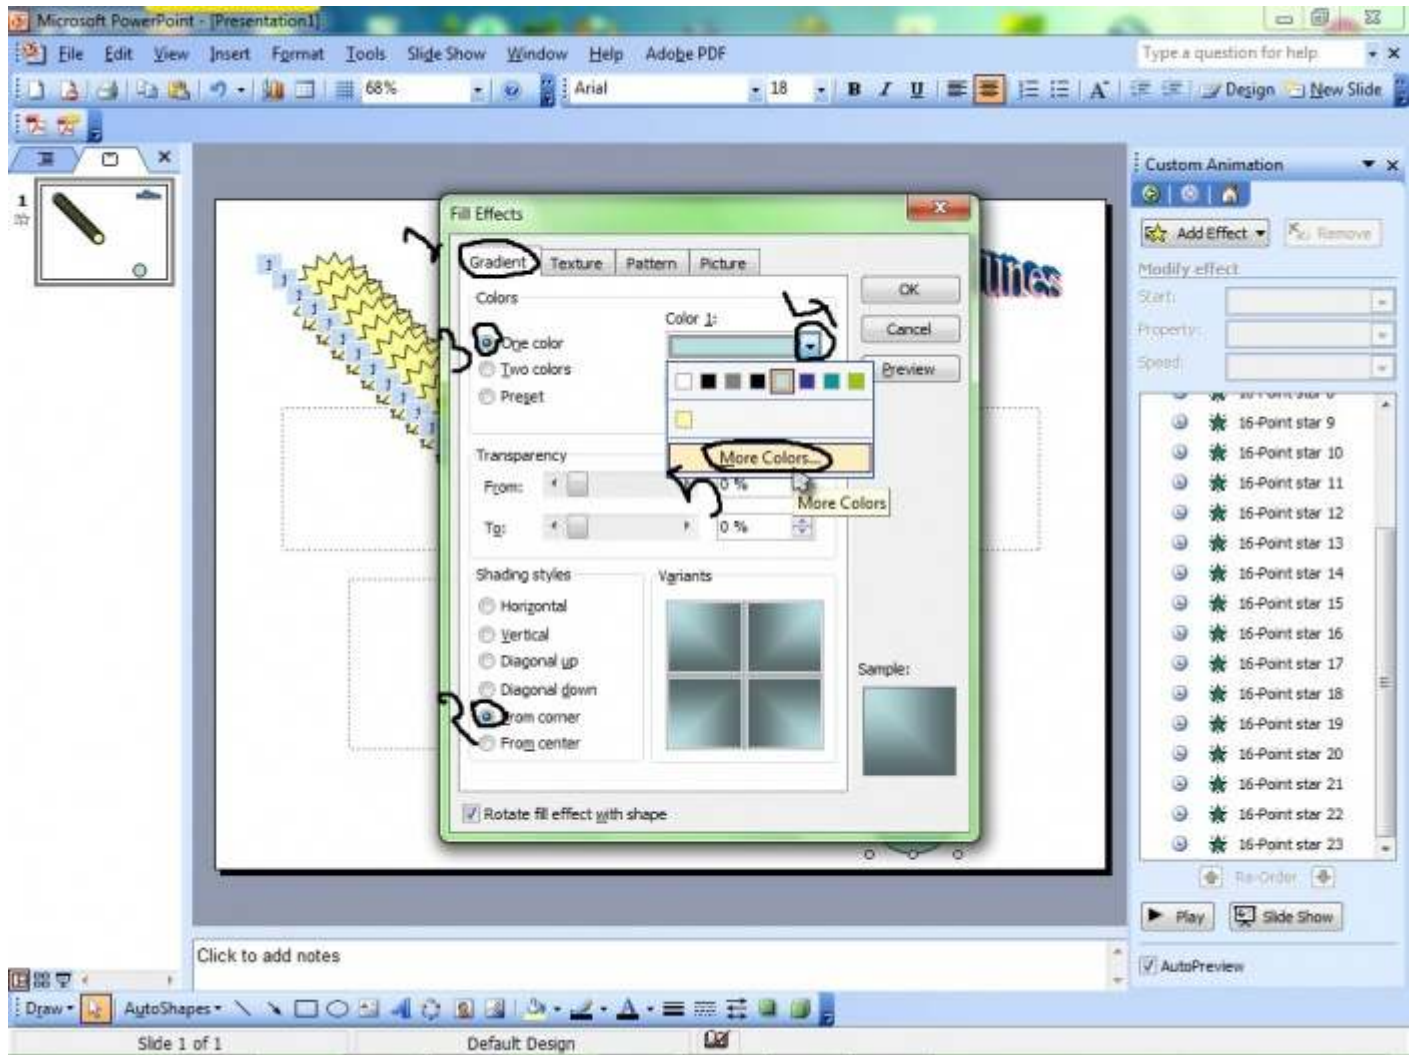 Microsoft PowerPoint - [Presentation1]
File Edit View Insert Format Tools Slide Show Window Help Adobe PDF
Type a question for help
68%
Arial
18
B I U
A
Design
New Slide
Custom Animation
1
Add Effect
Remove
Modify effect
Start:
Property:
Speed:
Fill Effects
Gradient
Texture
Pattern
Picture
Colors
One color
Two colors
Preset
Color 1:
OK
Cancel
Preview
More Colors...
More Colors
Transparency
From:
0 %
To:
0 %
Shading styles
Horizontal
Vertical
Diagonal up
Diagonal down
From corner
From center
Variants
Sample:
Rotate fill effect with shape
1
2
3
5
16-Point star 9
16-Point star 10
16-Point star 11
16-Point star 12
16-Point star 13
16-Point star 14
16-Point star 15
16-Point star 16
16-Point star 17
16-Point star 18
16-Point star 19
16-Point star 20
16-Point star 21
16-Point star 22
16-Point star 23
Re-Order
Play
Slide Show
AutoPreview
Click to add notes
Draw
AutoShapes
Slide 1 of 1
Default Design